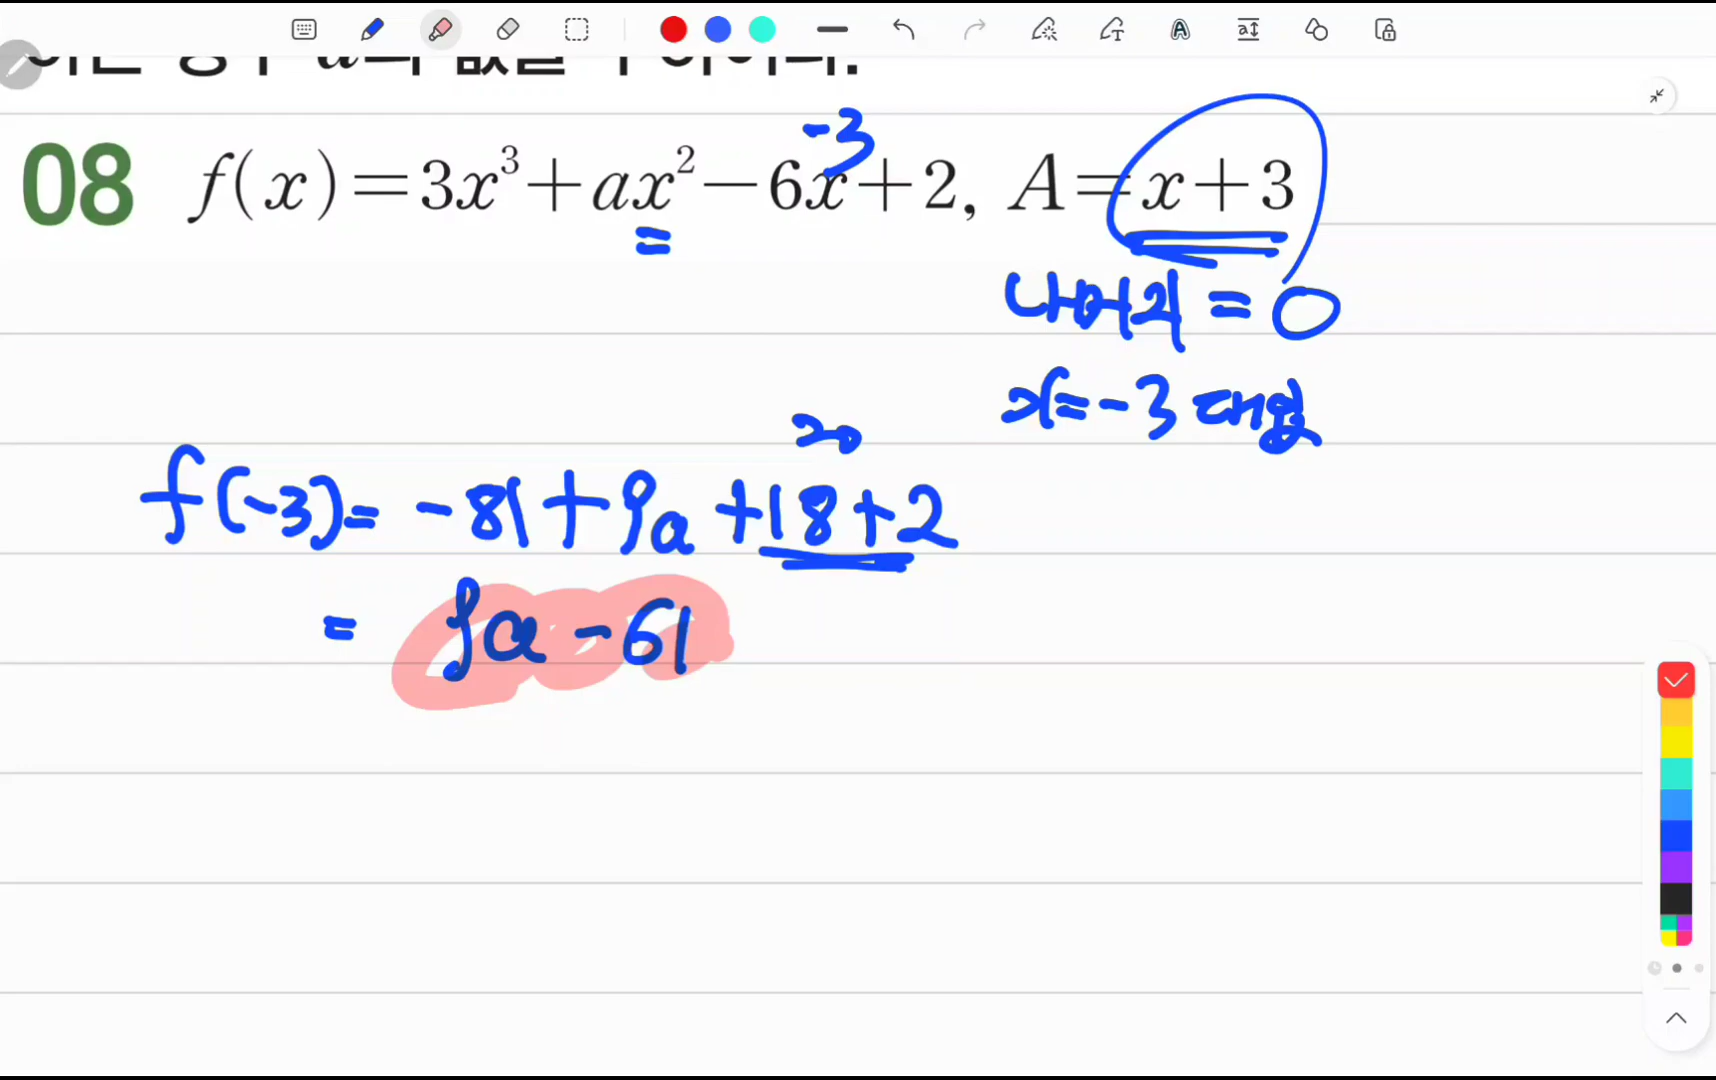 08 f(x)=3x³+ax²-6x+2, A=x+3
-3
나머지 = 0
x=-3 대입
20
f(-3)= -81+9a+18+2
= 9a-61